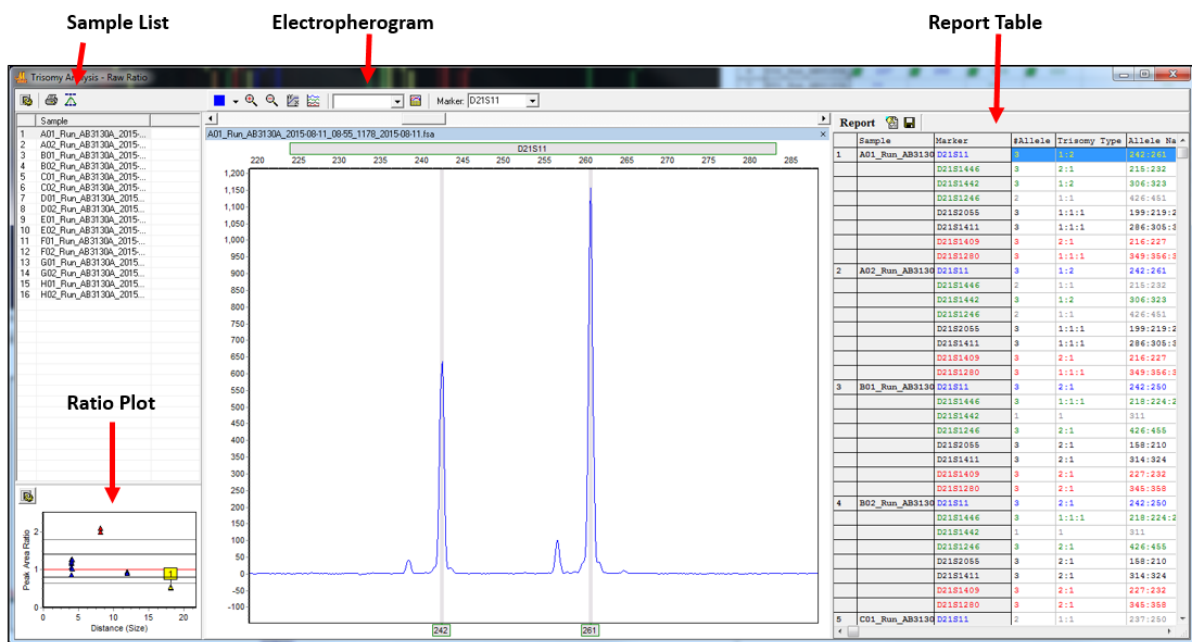 Sample List
Electropherogram
Report Table
Trisomy Analysis - Raw Ratio
Marker: D21S11
Sample
1 A01_Run_AB3130A_2015-...
2 A02_Run_AB3130A_2015-...
3 B01_Run_AB3130A_2015-...
4 B02_Run_AB3130A_2015-...
5 C01_Run_AB3130A_2015-...
6 C02_Run_AB3130A_2015-...
7 D01_Run_AB3130A_2015-...
8 D02_Run_AB3130A_2015-...
9 E01_Run_AB3130A_2015-...
10 E02_Run_AB3130A_2015-...
11 F01_Run_AB3130A_2015-...
12 F02_Run_AB3130A_2015-...
13 G01_Run_AB3130A_2015...
14 G02_Run_AB3130A_2015...
15 H01_Run_AB3130A_2015...
16 H02_Run_AB3130A_2015...
Ratio Plot
Peak Area Ratio
2
1
0
1
0 5 10 15 20
Distance (Size)
A01_Run_AB3130A_2015-08-11_08-55_1178_2015-08-11.fsa
D21S11
220 225 230 235 240 245 250 255 260 265 270 275 280 285
1,200
1,150
1,100
1,050
1,000
950
900
850
800
750
700
650
600
550
500
450
400
350
300
250
200
150
100
50
0
-50
-100
242 261
Report
Sample Marker #Allele Trisomy Type Allele Na
1 A01_Run_AB3130 D21S11 3 1:2 242:261
D21S1446 3 2:1 215:232
D21S1442 3 1:2 306:323
D21S1246 2 1:1 426:451
D21S2055 3 1:1:1 199:219:2
D21S1411 3 1:1:1 286:305:3
D21S1409 3 2:1 216:227
D21S1280 3 1:1:1 349:356:3
2 A02_Run_AB3130 D21S11 3 1:2 242:261
D21S1446 2 1:1 215:232
D21S1442 3 1:2 306:323
D21S1246 2 1:1 426:451
D21S2055 3 1:1:1 199:219:2
D21S1411 3 1:1:1 286:305:3
D21S1409 3 2:1 216:227
D21S1280 3 1:1:1 349:356:3
3 B01_Run_AB3130 D21S11 3 2:1 242:250
D21S1446 3 1:1:1 218:224:2
D21S1442 1 1 311
D21S1246 3 2:1 426:455
D21S2055 3 2:1 158:210
D21S1411 3 2:1 314:324
D21S1409 3 2:1 227:232
D21S1280 3 2:1 345:358
4 B02_Run_AB3130 D21S11 3 2:1 242:250
D21S1446 3 1:1:1 218:224:2
D21S1442 1 1 311
D21S1246 3 2:1 426:455
D21S2055 3 2:1 158:210
D21S1411 3 2:1 314:324
D21S1409 3 2:1 227:232
D21S1280 3 2:1 345:358
5 C01_Run_AB3130 D21S11 2 1:1 237:250